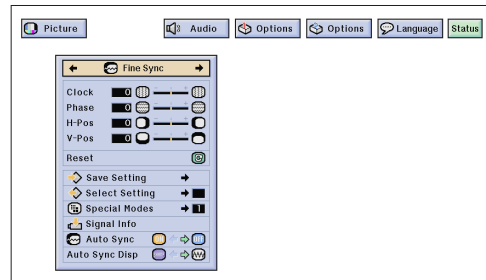 Picture Audio Options Options Language Status
Fine Sync
Clock 0
Phase 0
H-Pos 0
V-Pos 0
Reset
Save Setting
Select Setting
Special Modes 1
Signal Info
Auto Sync
Auto Sync Disp